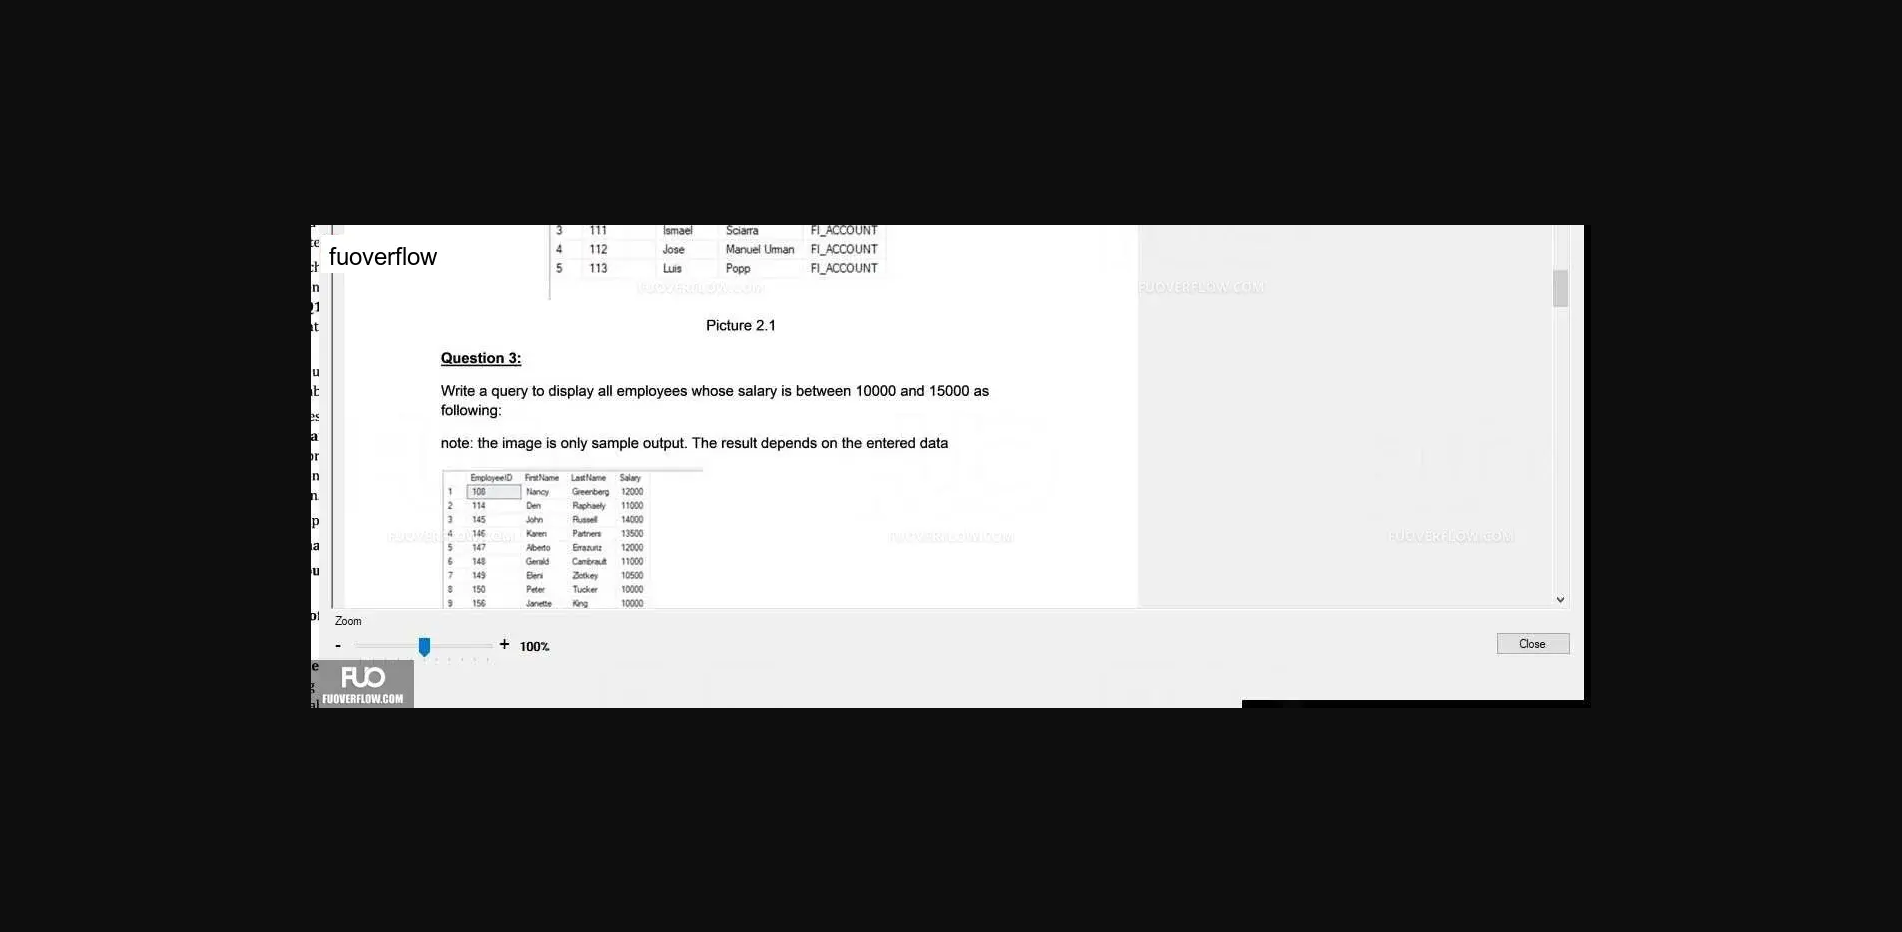 fuoverflow
3 111 Ismael Sciarra FI_ACCOUNT
4 112 Jose Manuel Urman FI_ACCOUNT
5 113 Luis Popp FI_ACCOUNT
FUOVERFLOW.COM FUOVERFLOW.COM
Picture 2.1
Question 3:
Write a query to display all employees whose salary is between 10000 and 15000 as
following:
note: the image is only sample output. The result depends on the entered data
EmployeeID FirstName LastName Salary
1 108 Nancy Greenberg 12000
2 114 Den Raphaely 11000
3 145 John Russell 14000
4 146 Karen Partners 13500
FUOVERFLOW.COM FUOVERFLOW.COM FUOVERFLOW.COM
5 147 Alberto Errazuriz 12000
6 148 Gerald Cambrault 11000
7 149 Eleni Zlotkey 10500
8 150 Peter Tucker 10000
9 156 Janette King 10000
Zoom
- + 100%
Close
FUO
FUOVERFLOW.COM